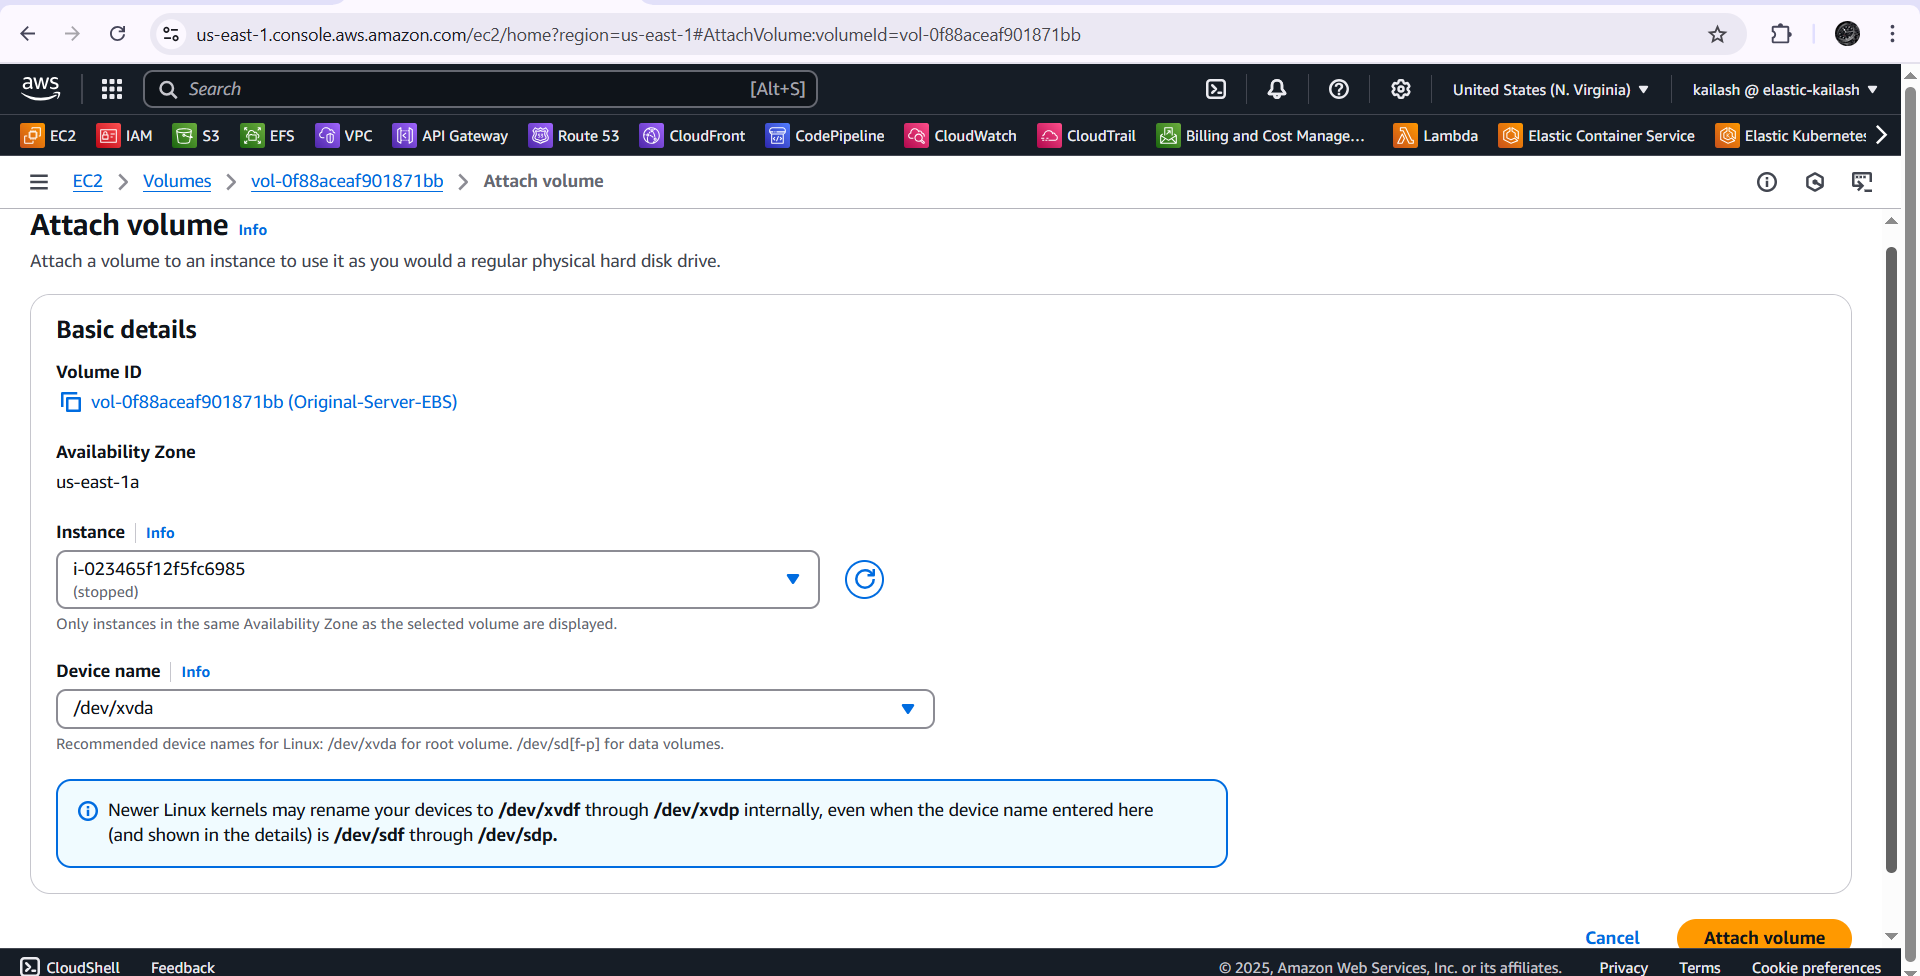 us-east-1.console.aws.amazon.com/ec2/home?region=us-east-1#AttachVolume:volumeId=vol-0f88aceaf901871bb
aws
Search
[Alt+S]
United States (N. Virginia)
kailash @ elastic-kailash
EC2
IAM
S3
EFS
VPC
API Gateway
Route 53
CloudFront
CodePipeline
CloudWatch
CloudTrail
Billing and Cost Manage...
Lambda
Elastic Container Service
Elastic Kubernetes
EC2
Volumes
vol-0f88aceaf901871bb
Attach volume
Attach volume Info
Attach a volume to an instance to use it as you would a regular physical hard disk drive.
Basic details
Volume ID
vol-0f88aceaf901871bb (Original-Server-EBS)
Availability Zone
us-east-1a
Instance Info
i-023465f12f5fc6985
(stopped)
Only instances in the same Availability Zone as the selected volume are displayed.
Device name Info
/dev/xvda
Recommended device names for Linux: /dev/xvda for root volume. /dev/sd[f-p] for data volumes.
Newer Linux kernels may rename your devices to /dev/xvdf through /dev/xvdp internally, even when the device name entered here
(and shown in the details) is /dev/sdf through /dev/sdp.
Cancel
Attach volume
CloudShell
Feedback
© 2025, Amazon Web Services, Inc. or its affiliates.
Privacy
Terms
Cookie preferences